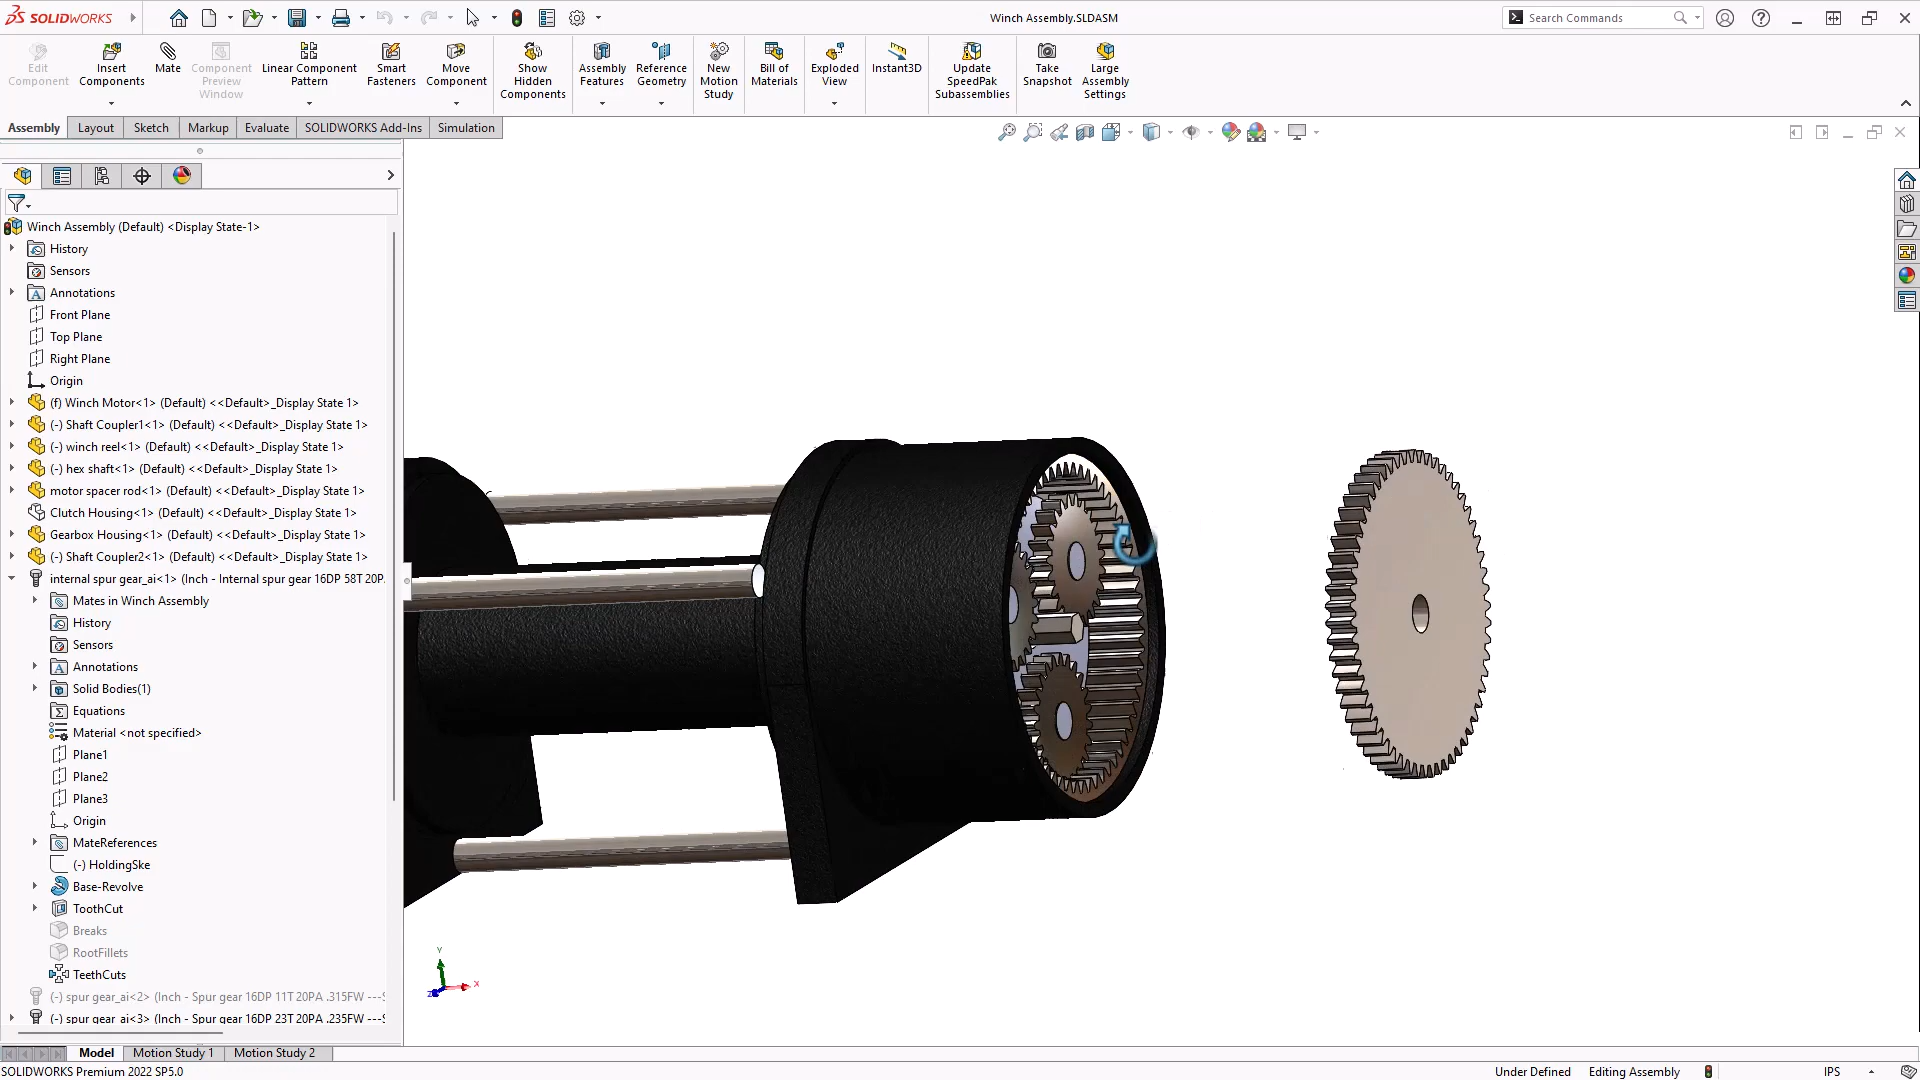 SOLIDWORKS
Winch Assembly.SLDASM
Search Commands
Edit
Component
Insert
Components
Mate
Component
Preview
Window
Linear Component
Pattern
Smart
Fasteners
Move
Component
Show
Hidden
Components
Assembly
Features
Reference
Geometry
New
Motion
Study
Bill of
Materials
Exploded
View
Instant3D
Update
SpeedPak
Subassemblies
Take
Snapshot
Large
Assembly
Settings
Assembly
Layout
Sketch
Markup
Evaluate
SOLIDWORKS Add-Ins
Simulation
Winch Assembly (Default) <Display State-1>
History
Sensors
Annotations
Front Plane
Top Plane
Right Plane
Origin
(f) Winch Motor<1> (Default) <<Default>_Display State 1>
(-) Shaft Coupler1<1> (Default) <<Default>_Display State 1>
(-) winch reel<1> (Default) <<Default>_Display State 1>
(-) hex shaft<1> (Default) <<Default>_Display State 1>
motor spacer rod<1> (Default) <<Default>_Display State 1>
Clutch Housing<1> (Default) <<Default>_Display State 1>
Gearbox Housing<1> (Default) <<Default>_Display State 1>
(-) Shaft Coupler2<1> (Default) <<Default>_Display State 1>
internal spur gear_ai<1> (Inch - Internal spur gear 16DP 58T 20P
Mates in Winch Assembly
History
Sensors
Annotations
Solid Bodies(1)
Equations
Material <not specified>
Plane1
Plane2
Plane3
Origin
MateReferences
(-) HoldingSke
Base-Revolve
ToothCut
Breaks
RootFillets
TeethCuts
(-) spur gear_ai<2> (Inch - Spur gear 16DP 11T 20PA .315FW ---S
(-) spur gear_ai<3> (Inch - Spur gear 16DP 23T 20PA .235FW ---S
Y
X
Z
Model
Motion Study 1
Motion Study 2
SOLIDWORKS Premium 2022 SP5.0
Under Defined
Editing Assembly
IPS